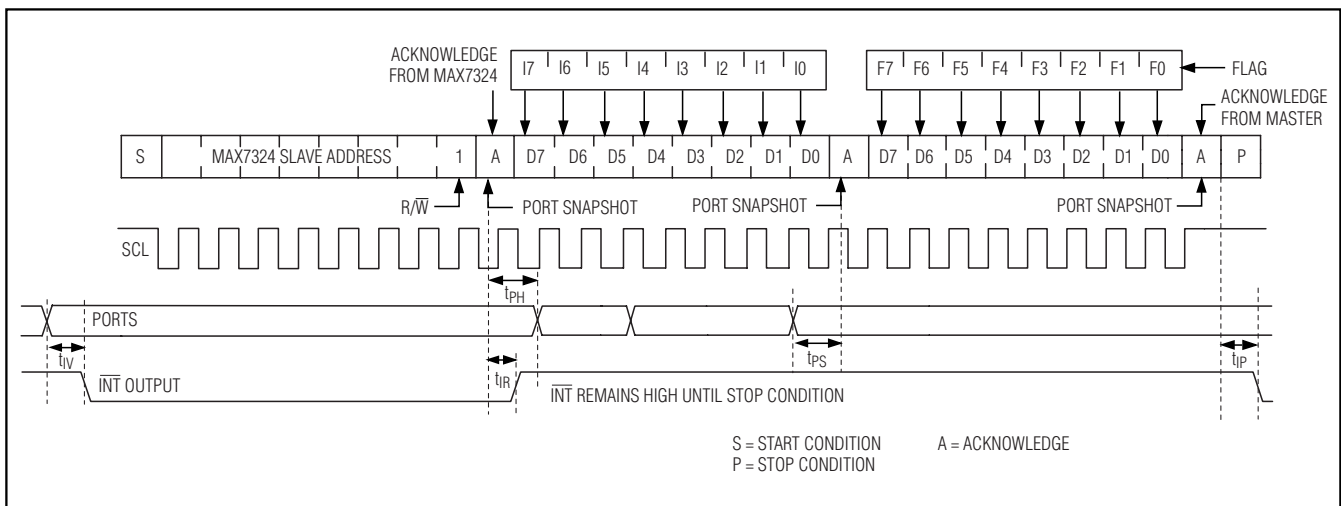 ACKNOWLEDGE
FROM MAX7324
I7 I6 I5 I4 I3 I2 I1 I0
F7 F6 F5 F4 F3 F2 F1 F0
FLAG
ACKNOWLEDGE
FROM MASTER
S MAX7324 SLAVE ADDRESS 1 A D7 D6 D5 D4 D3 D2 D1 D0 A D7 D6 D5 D4 D3 D2 D1 D0 A P
R/W̅ PORT SNAPSHOT PORT SNAPSHOT PORT SNAPSHOT
SCL
tPH
PORTS
tIV tIR tPS tIP
I̅N̅T̅ OUTPUT
I̅N̅T̅ REMAINS HIGH UNTIL STOP CONDITION
S = START CONDITION A = ACKNOWLEDGE
P = STOP CONDITION